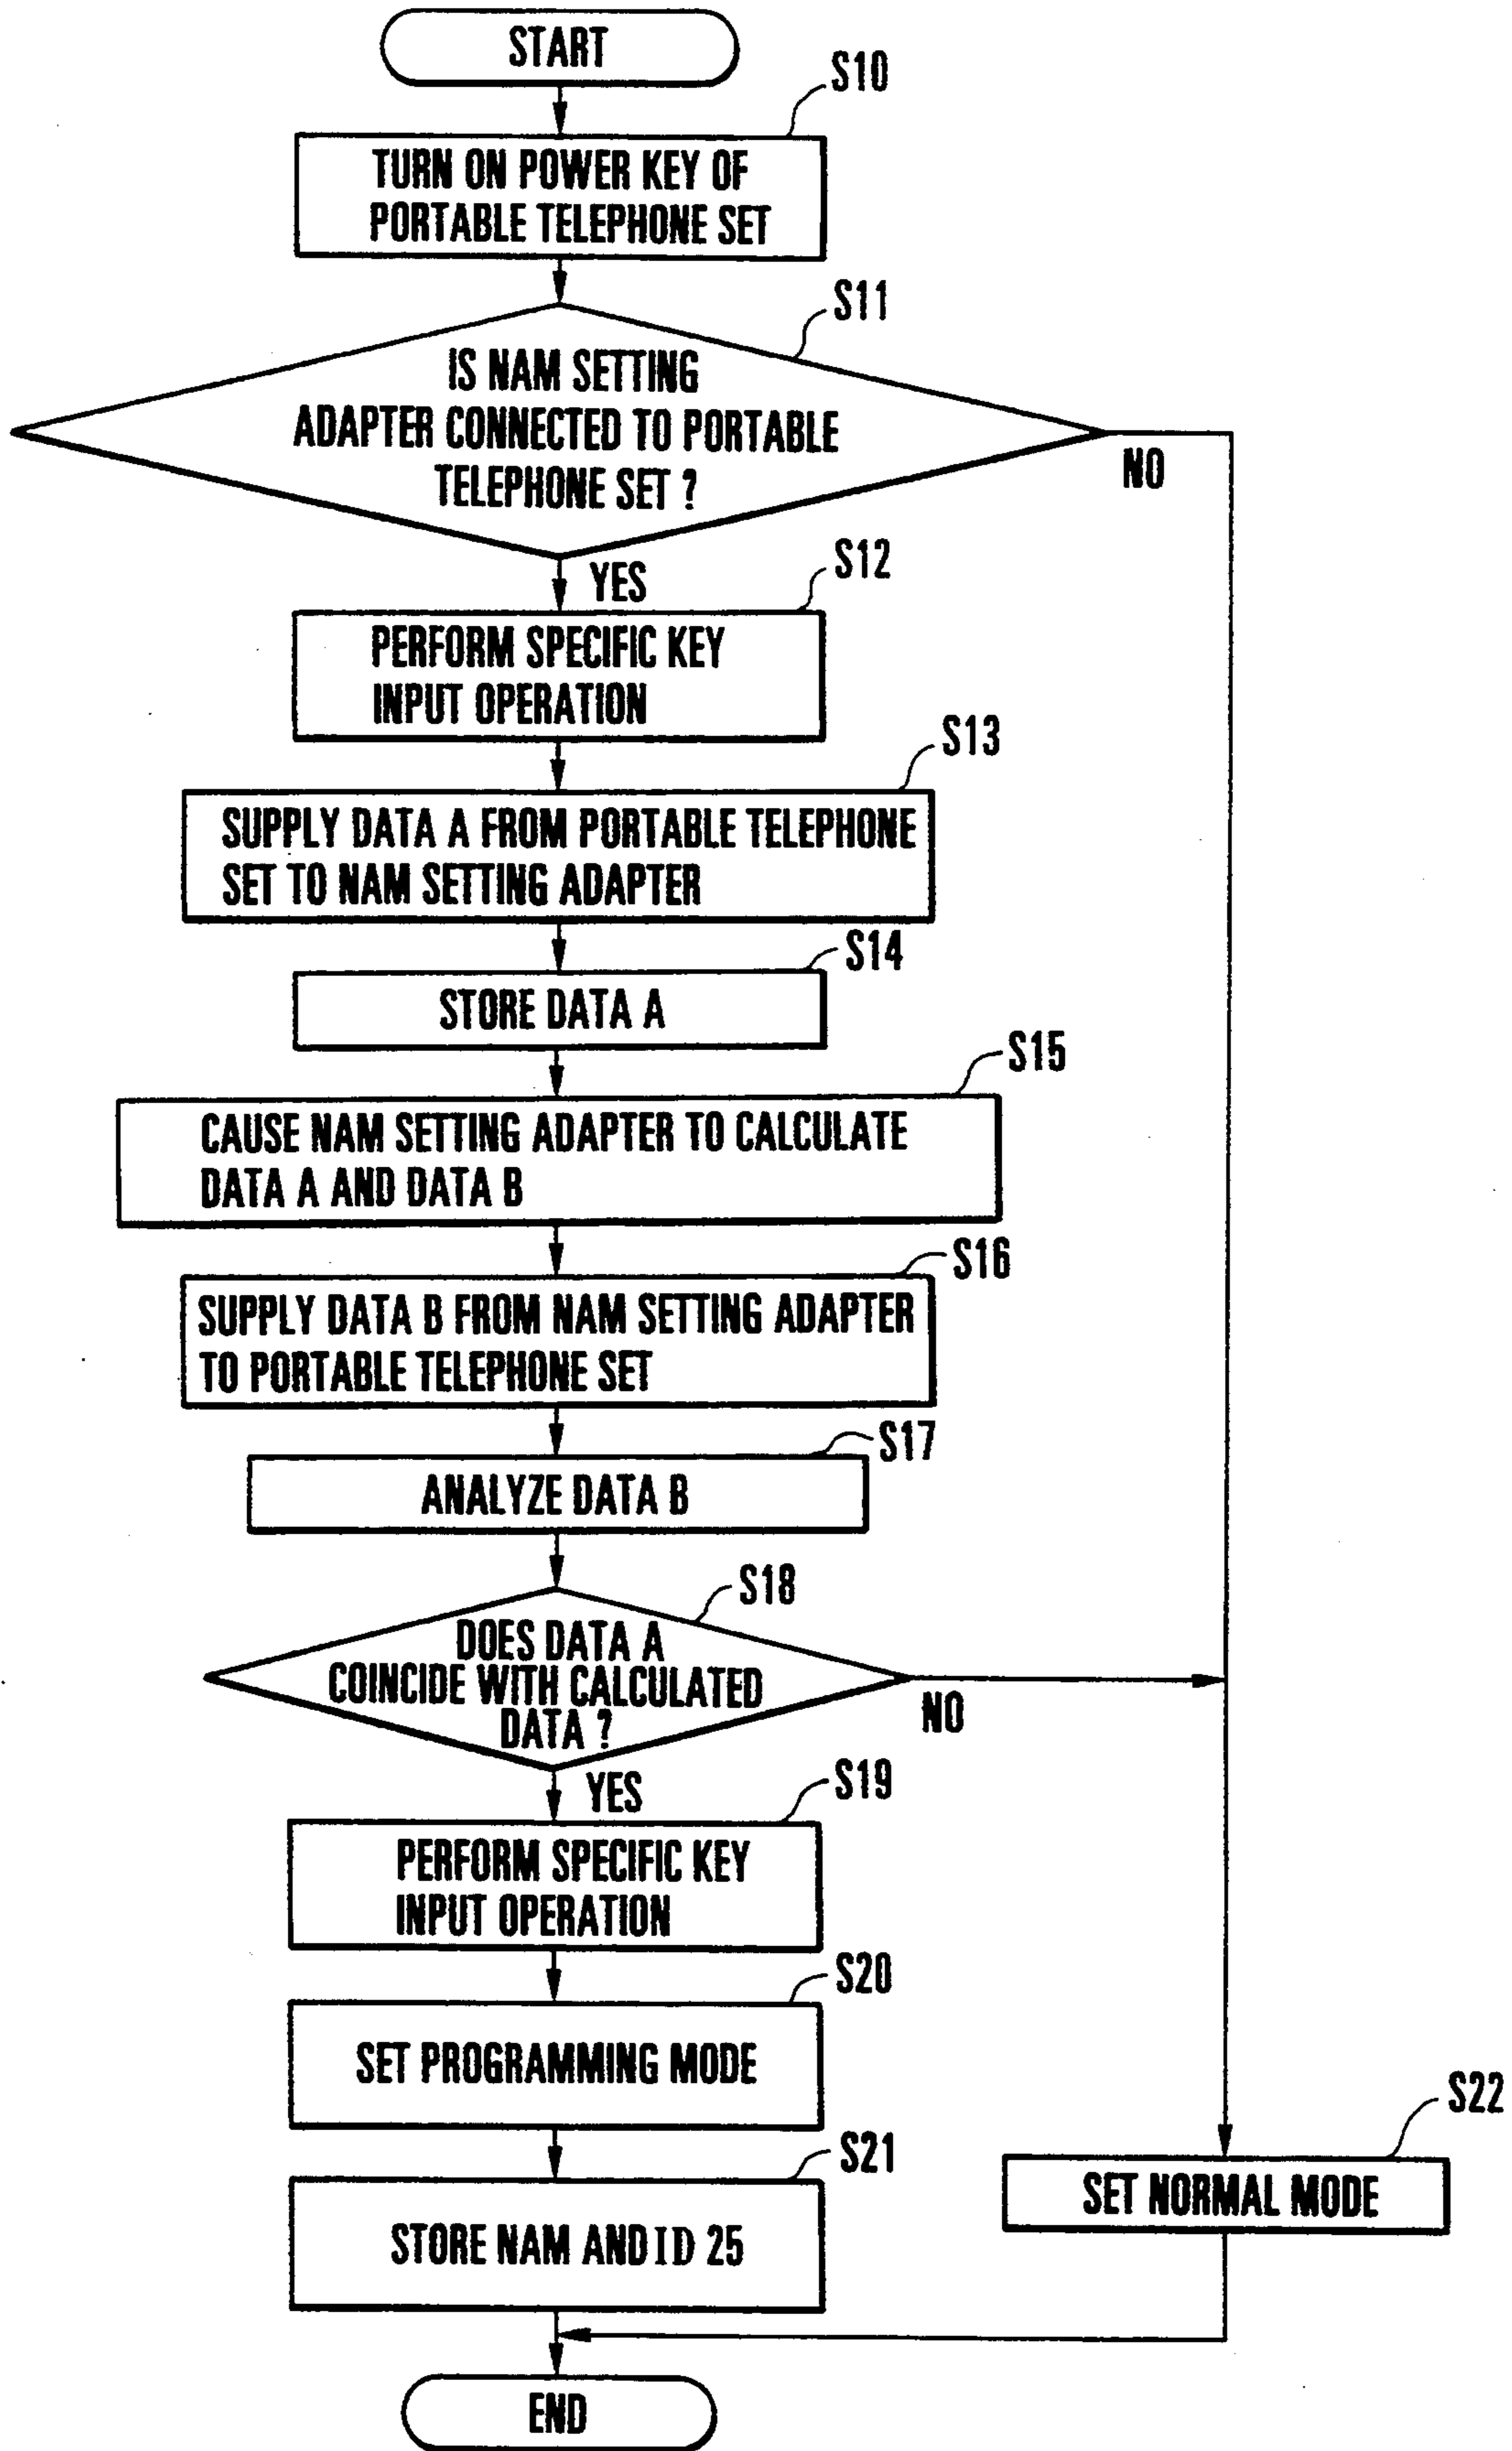 START
S10
TURN ON POWER KEY OF
PORTABLE TELEPHONE SET
S11
IS NAM SETTING
ADAPTER CONNECTED TO PORTABLE
TELEPHONE SET ?
NO
YES
S12
PERFORM SPECIFIC KEY
INPUT OPERATION
S13
SUPPLY DATA A FROM PORTABLE TELEPHONE
SET TO NAM SETTING ADAPTER
S14
STORE DATA A
S15
CAUSE NAM SETTING ADAPTER TO CALCULATE
DATA A AND DATA B
S16
SUPPLY DATA B FROM NAM SETTING ADAPTER
TO PORTABLE TELEPHONE SET
S17
ANALYZE DATA B
S18
DOES DATA A
COINCIDE WITH CALCULATED
DATA ?
NO
YES
S19
PERFORM SPECIFIC KEY
INPUT OPERATION
S20
SET PROGRAMMING MODE
S21
STORE NAM AND ID 25
S22
SET NORMAL MODE
END